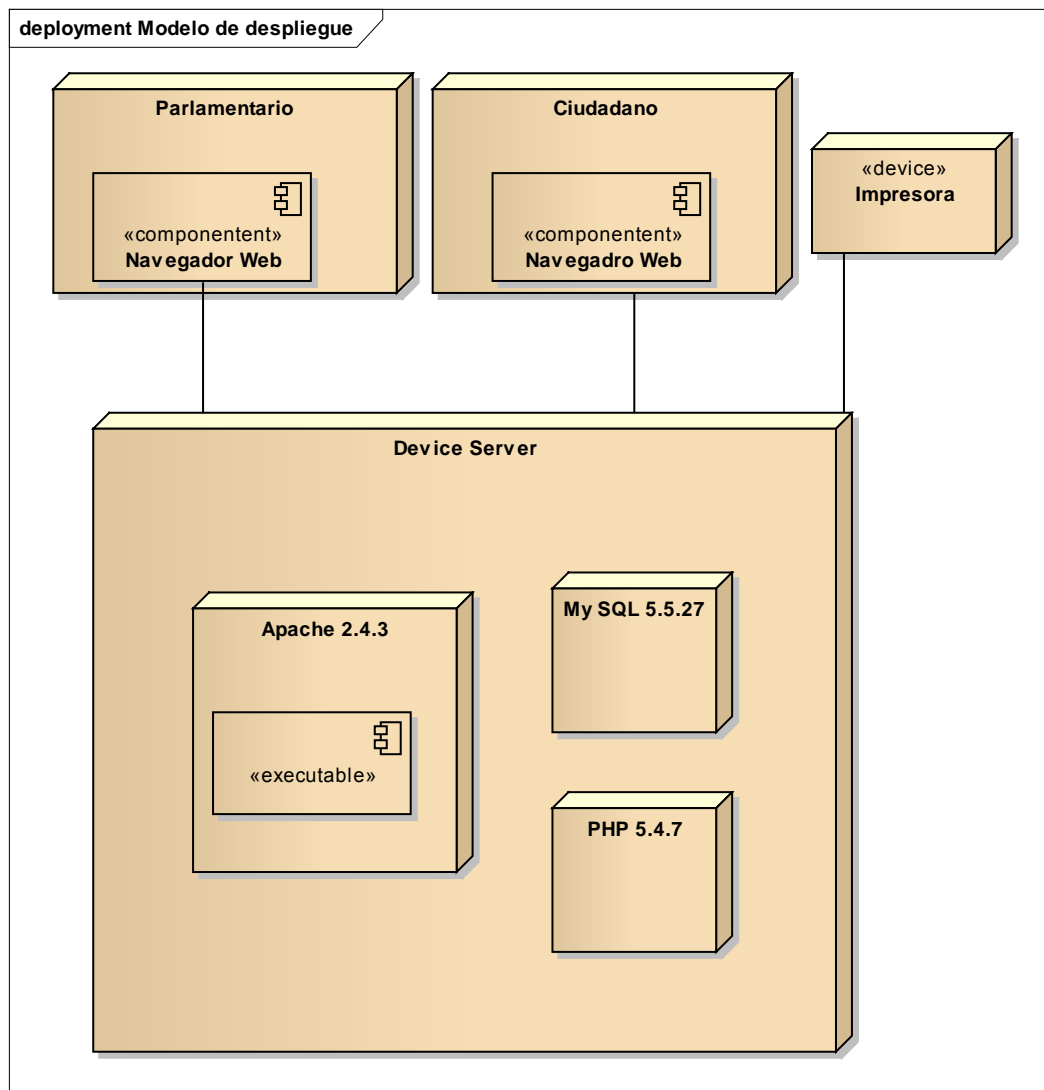 deployment Modelo de despliegue
Parlamentario
«componentent»
Navegador Web
Ciudadano
«componentent»
Navegadro Web
«device»
Impresora
Device Server
Apache 2.4.3
«executable»
My SQL 5.5.27
PHP 5.4.7